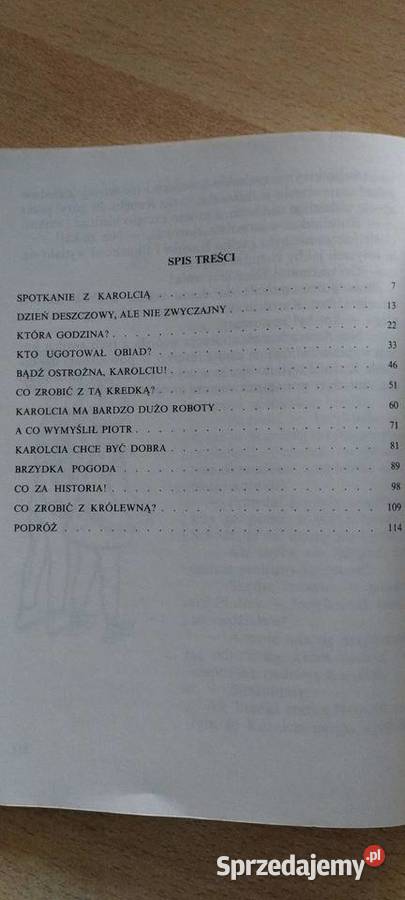 SPIS TREŚCI
SPOTKANIE Z KAROLCIĄ . . . . . . . . . . . . . . . . . 7
DZIEŃ DESZCZOWY, ALE NIE ZWYCZAJNY . . . . . . . . . . 13
KTÓRA GODZINA? . . . . . . . . . . . . . . . . . . . . 22
KTO UGOTOWAŁ OBIAD? . . . . . . . . . . . . . . . . . 33
BĄDŹ OSTROŻNA, KAROLCIU! . . . . . . . . . . . . . . . 46
CO ZROBIĆ Z TĄ KREDKĄ? . . . . . . . . . . . . . . . . 51
KAROLCIA MA BARDZO DUŻO ROBOTY . . . . . . . . . . . . 60
A CO WYMYŚLIŁ PIOTR . . . . . . . . . . . . . . . . . 71
KAROLCIA CHCE BYĆ DOBRA . . . . . . . . . . . . . . . 81
BRZYDKA POGODA . . . . . . . . . . . . . . . . . . . . 89
CO ZA HISTORIA! . . . . . . . . . . . . . . . . . . . 98
CO ZROBIĆ Z KRÓLEWNĄ? . . . . . . . . . . . . . . . . 109
PODRÓŻ . . . . . . . . . . . . . . . . . . . . . . . . 114
Sprzedajemy.pl